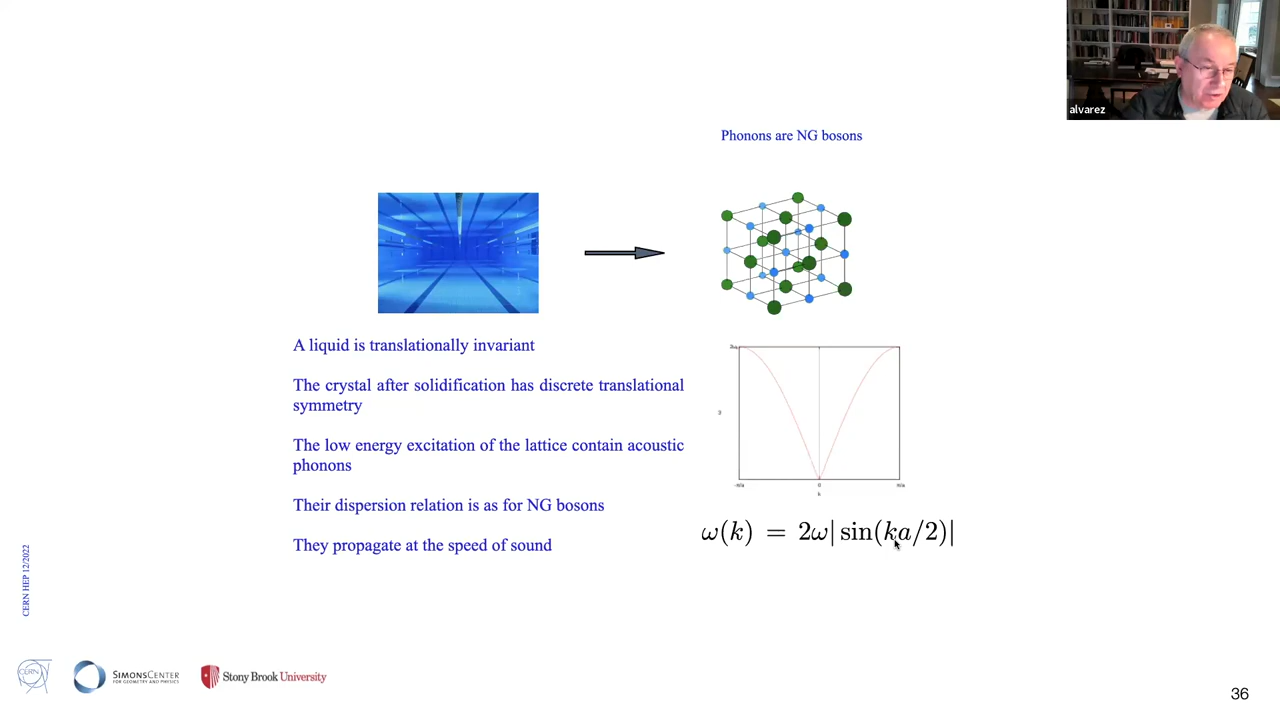 alvarez
Phonons are NG bosons
A liquid is translationally invariant
The crystal after solidification has discrete translational
symmetry
The low energy excitation of the lattice contain acoustic
phonons
Their dispersion relation is as for NG bosons
They propagate at the speed of sound
-π/a
0
π/a
k
ω(k) = 2ω| sin(ka/2)|
CERN HEP 12/2022
CERN
SIMONS CENTER
FOR GEOMETRY AND PHYSICS
Stony Brook University
36